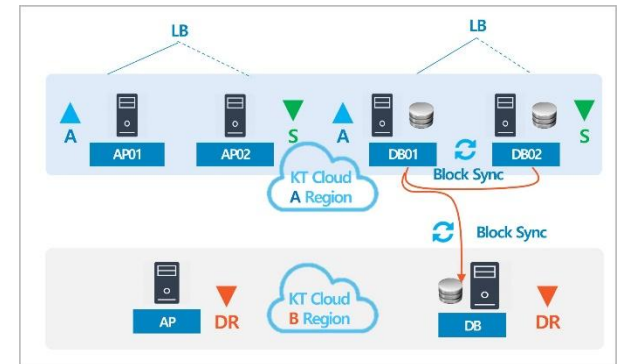 LB
LB
A
AP01
AP02
S
A
DB01
DB02
S
KT Cloud
A Region
Block Sync
Block Sync
AP
DR
KT Cloud
B Region
DB
DR